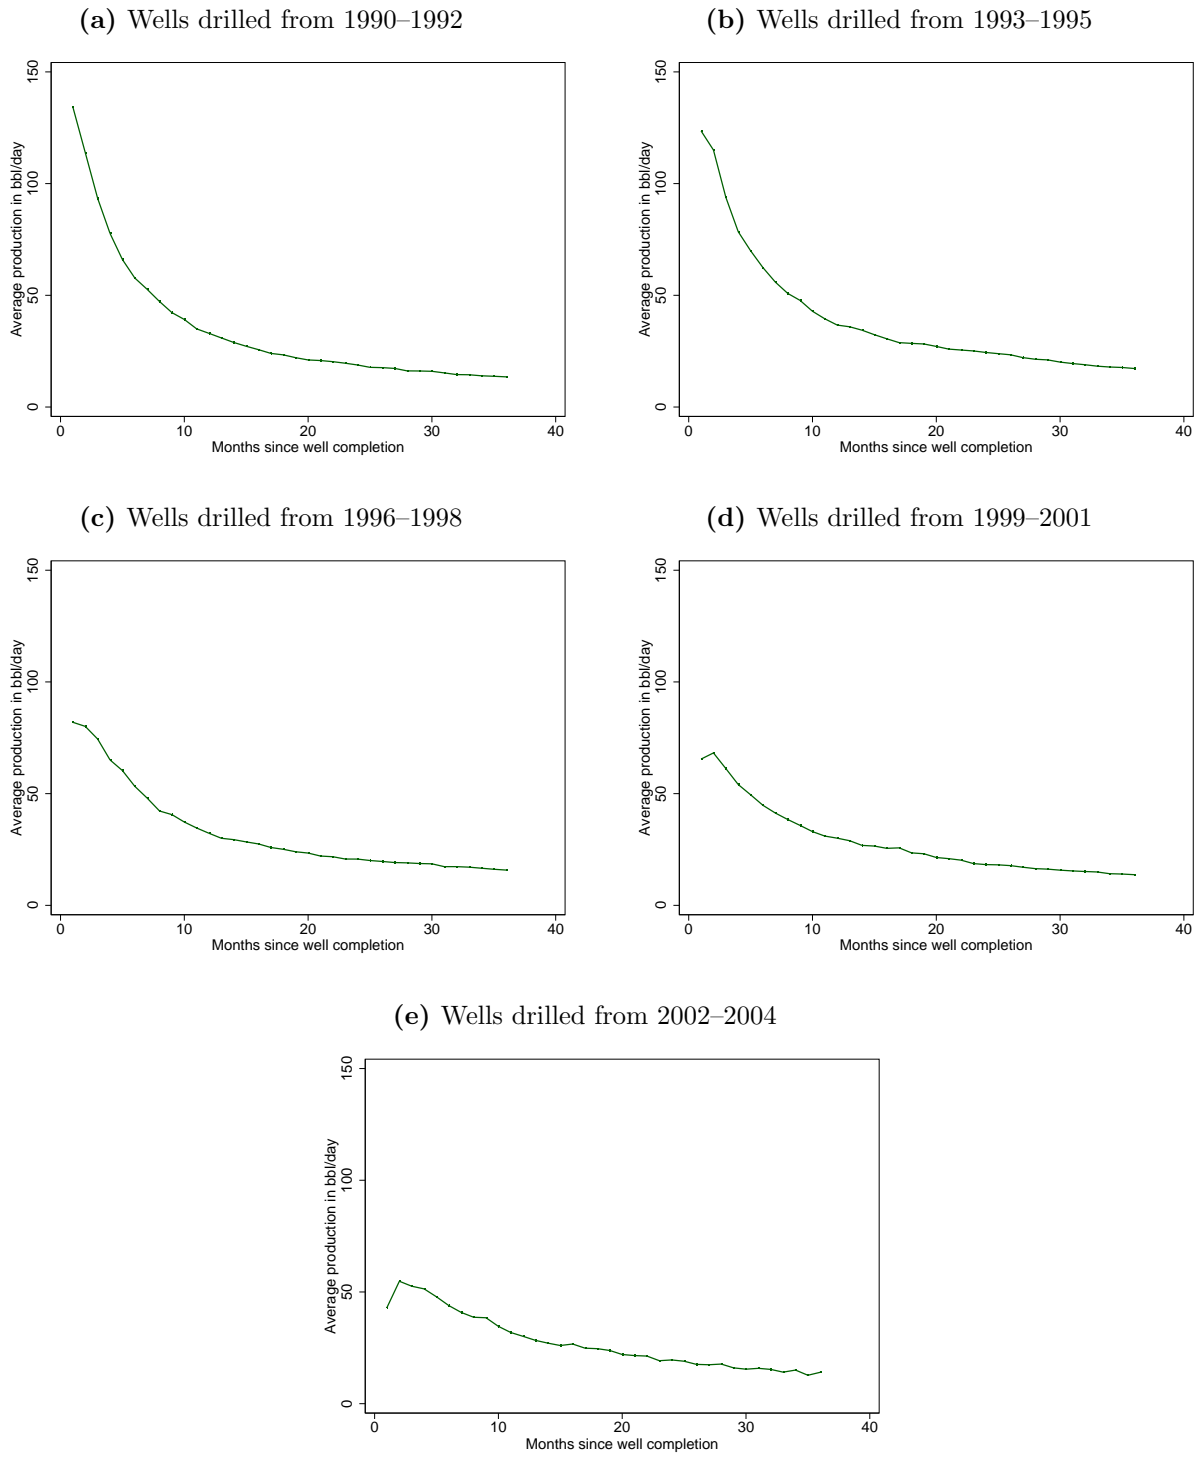 (a) Wells drilled from 1990–1992
Average production in bbl/day
150
100
50
0
0 10 20 30 40
Months since well completion
(b) Wells drilled from 1993–1995
Average production in bbl/day
150
100
50
0
0 10 20 30 40
Months since well completion
(c) Wells drilled from 1996–1998
Average production in bbl/day
150
100
50
0
0 10 20 30 40
Months since well completion
(d) Wells drilled from 1999–2001
Average production in bbl/day
150
100
50
0
0 10 20 30 40
Months since well completion
(e) Wells drilled from 2002–2004
Average production in bbl/day
150
100
50
0
0 10 20 30 40
Months since well completion